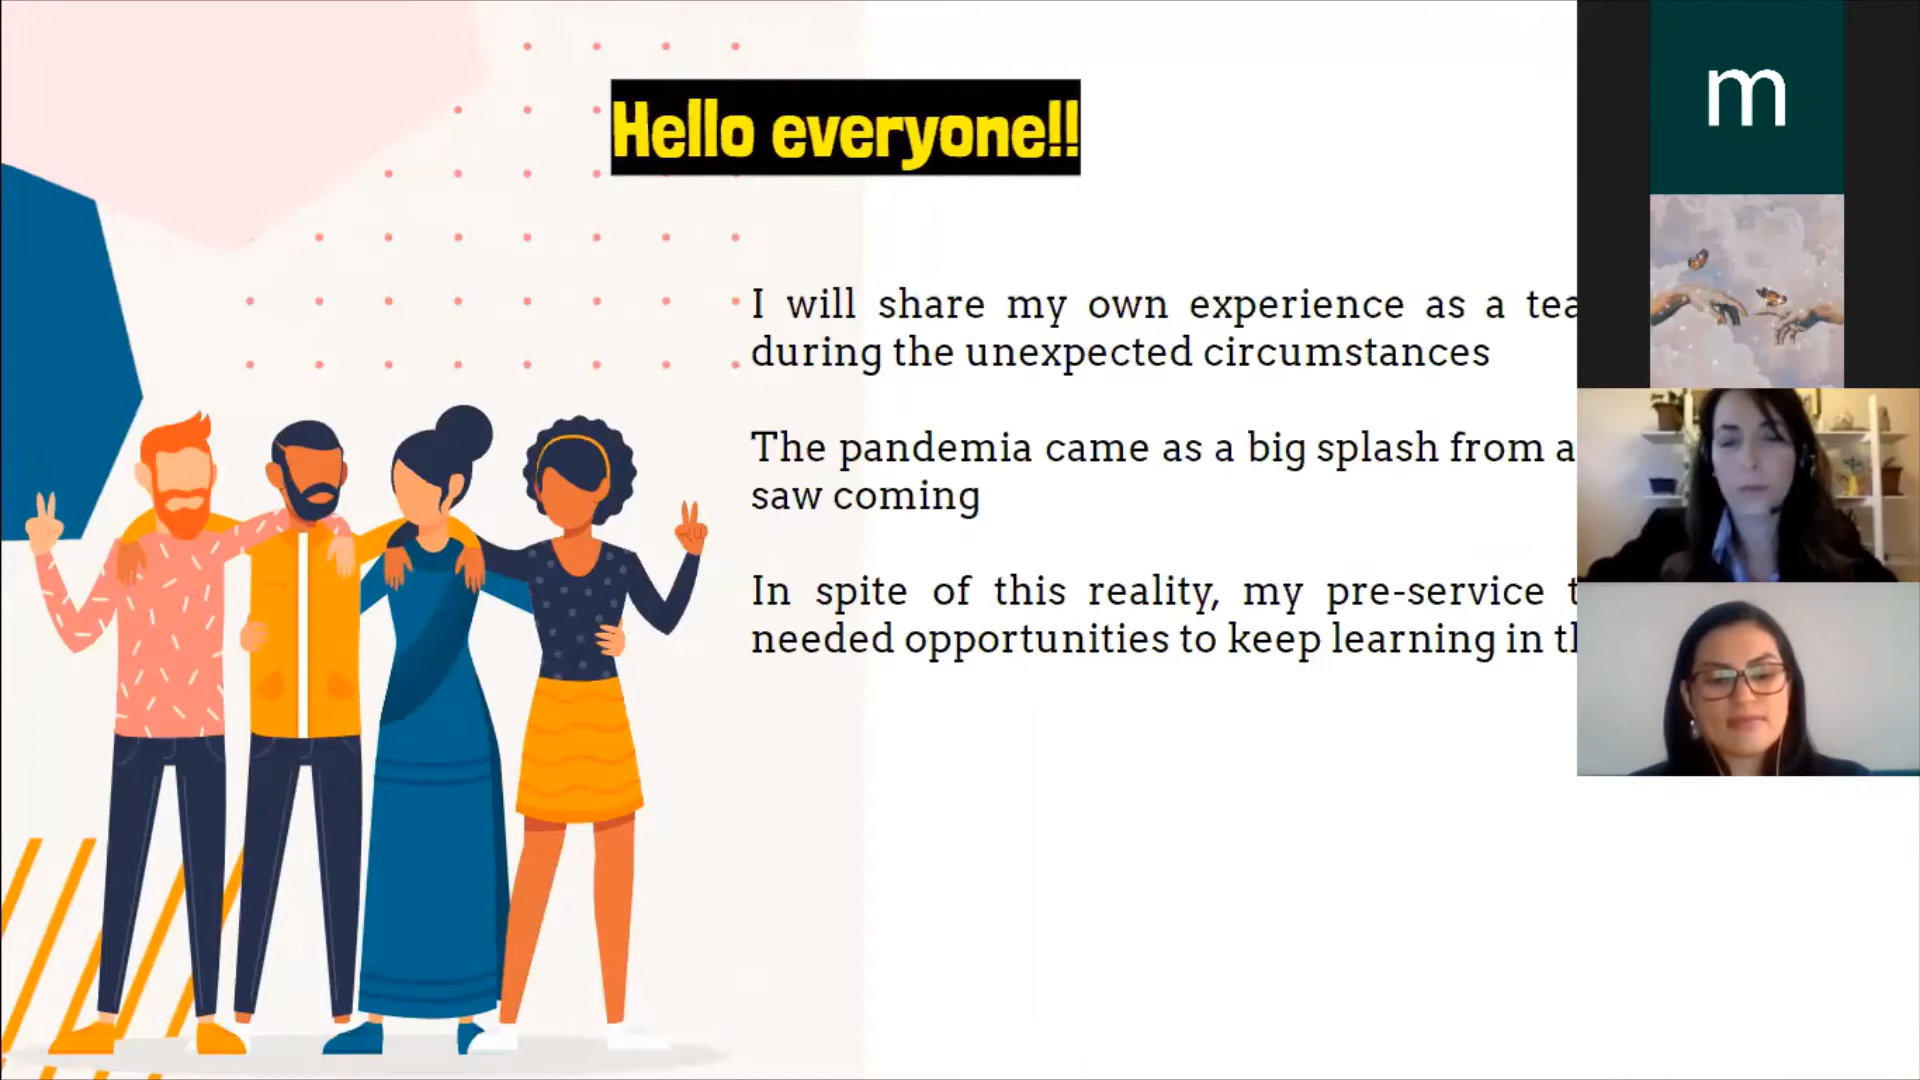 Hello everyone!!
m
I will share my own experience as a
during the unexpected circumstances
The pandemia came as a big splash from a
saw coming
In spite of this reality, my pre-service
needed opportunities to keep learning in